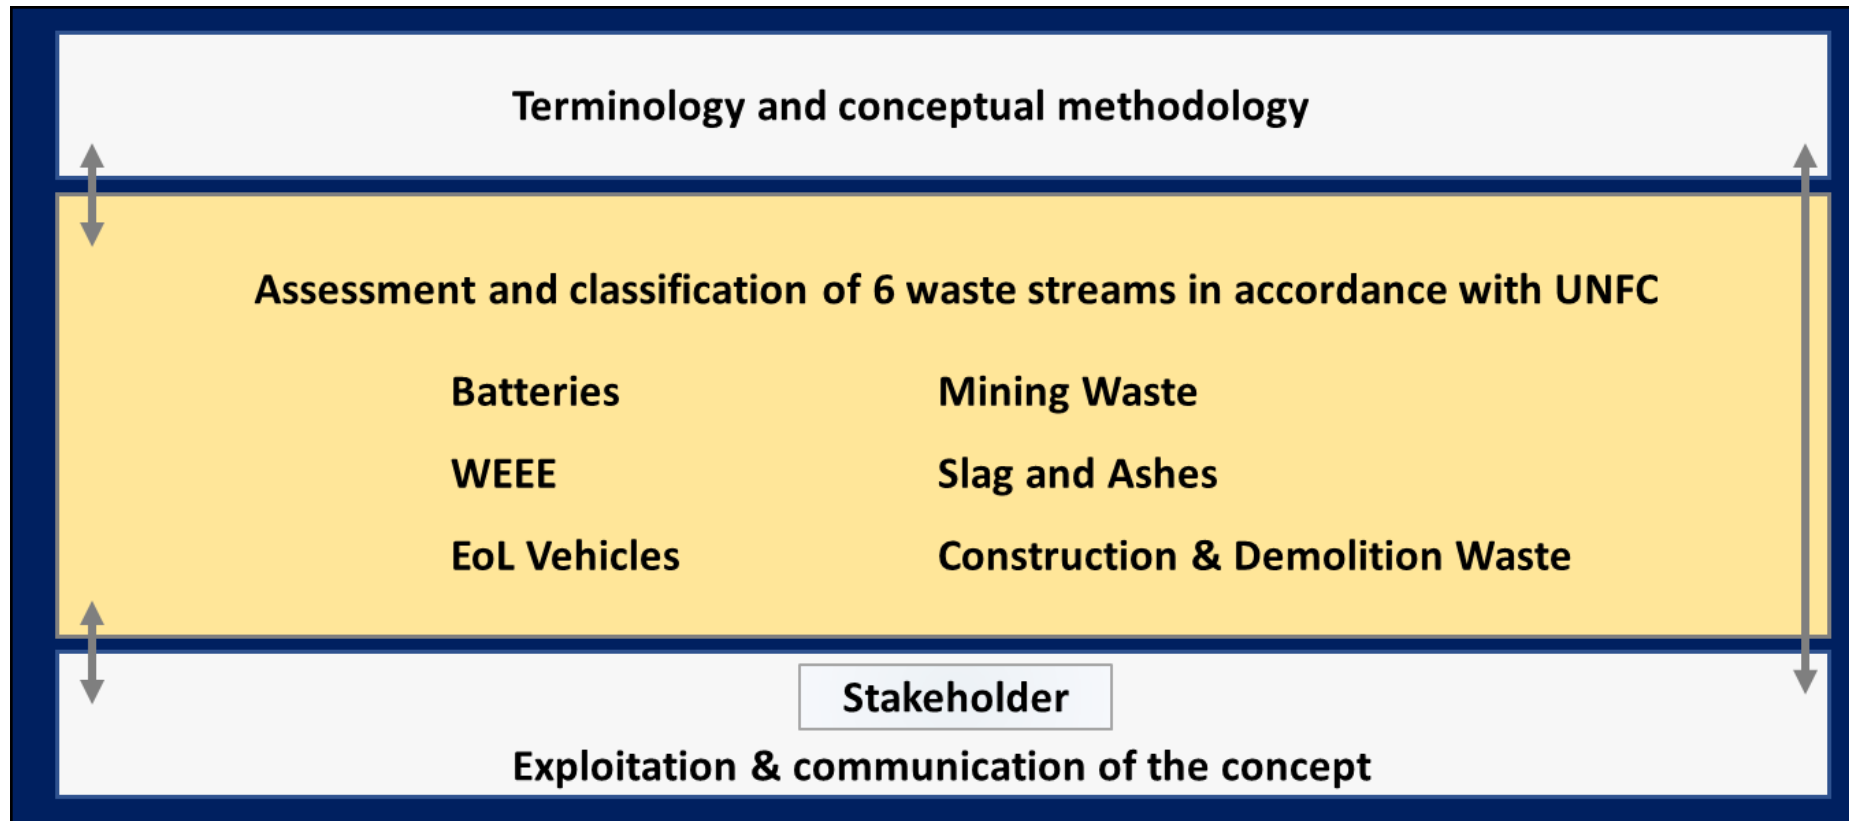 Terminology and conceptual methodology
Assessment and classification of 6 waste streams in accordance with UNFC
Batteries
Mining Waste
WEEE
Slag and Ashes
EoL Vehicles
Construction & Demolition Waste
Stakeholder
Exploitation & communication of the concept